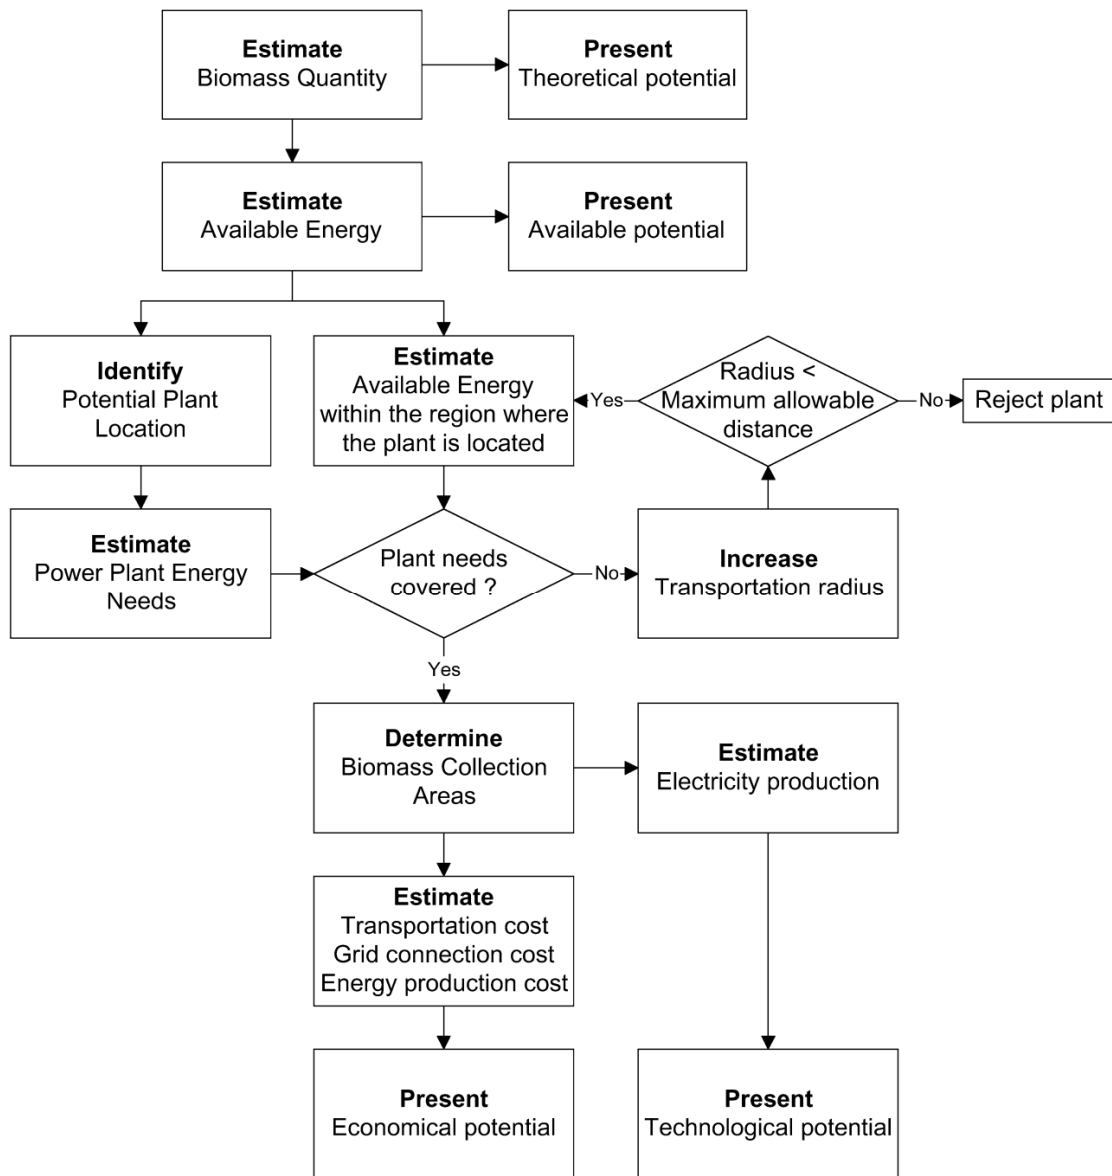 Estimate
Biomass Quantity
Present
Theoretical potential
Estimate
Available Energy
Present
Available potential
Identify
Potential Plant
Location
Estimate
Available Energy
within the region where
the plant is located
Yes
Radius <
Maximum allowable
distance
No
Reject plant
Estimate
Power Plant Energy
Needs
Plant needs
covered ?
No
Increase
Transportation radius
Yes
Determine
Biomass Collection
Areas
Estimate
Electricity production
Estimate
Transportation cost
Grid connection cost
Energy production cost
Present
Economical potential
Present
Technological potential